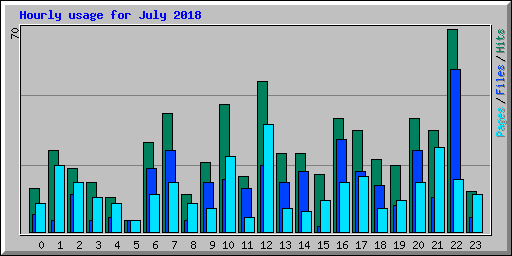 Hourly usage for July 2018
70
Pages/Files/Hits
0 1 2 3 4 5 6 7 8 9 10 11 12 13 14 15 16 17 18 19 20 21 22 23